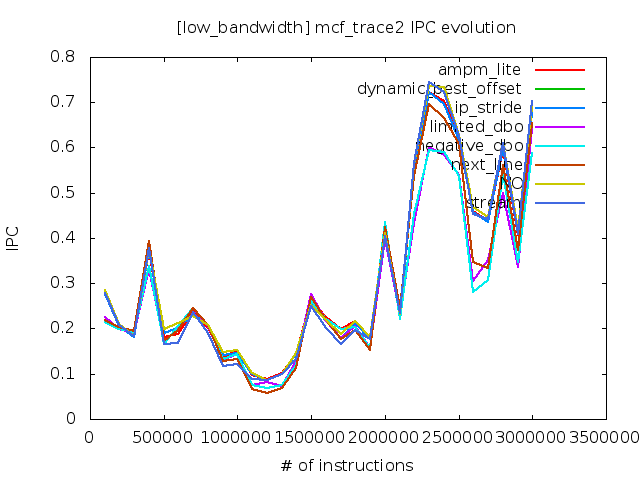 [low_bandwidth] mcf_trace2 IPC evolution
IPC
0.8
0.7
0.6
0.5
0.4
0.3
0.2
0.1
0
ampm_lite
dynamic_best_offset
ip_stride
limited_dbo
negative_dbo
next_line
stream
0 500000 1000000 1500000 2000000 2500000 3000000 3500000
# of instructions